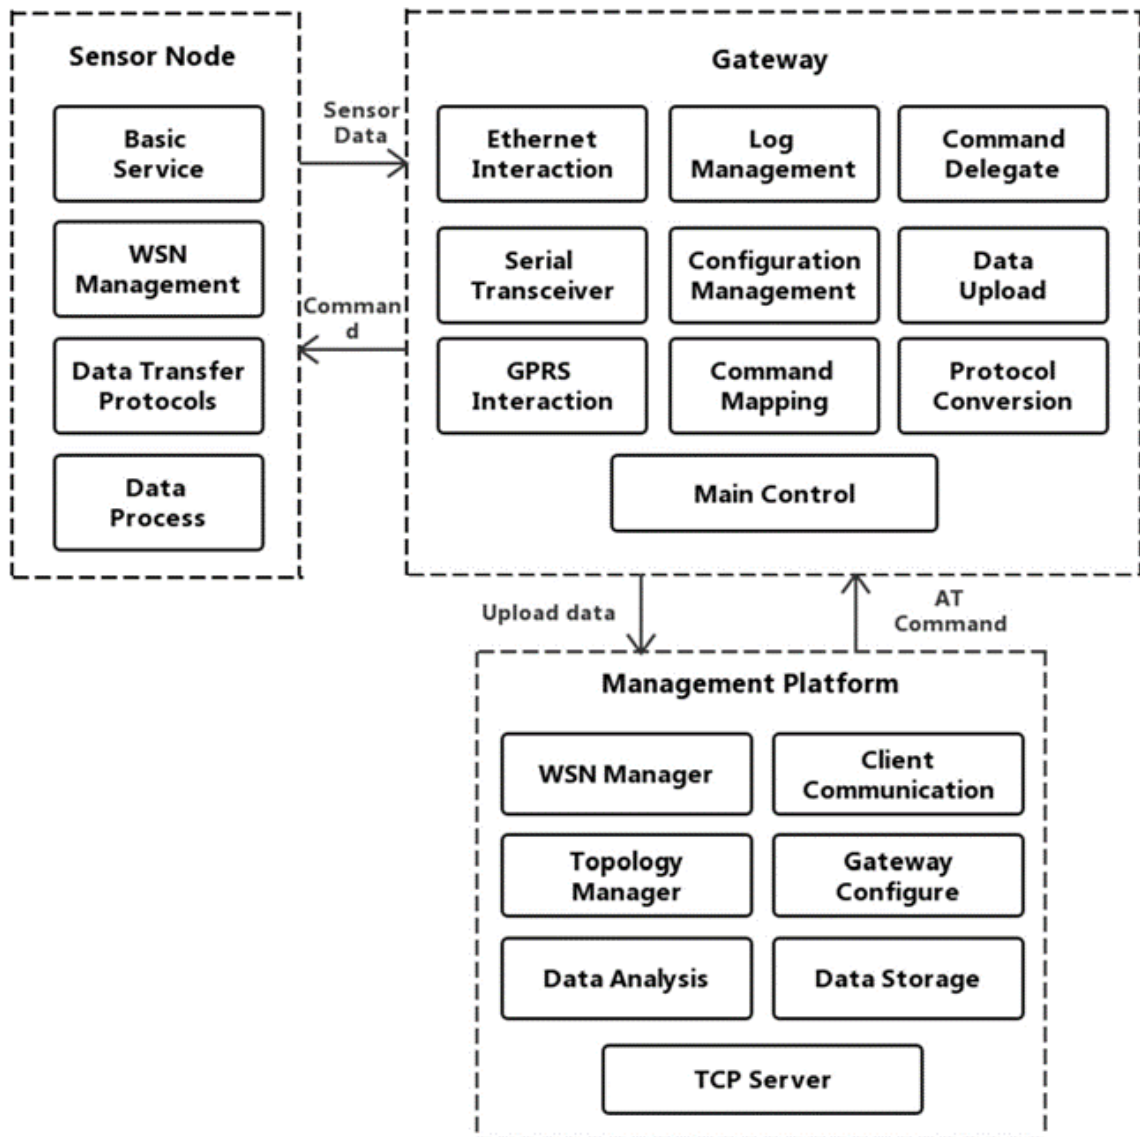 Sensor Node
Basic
Service
WSN
Management
Data Transfer
Protocols
Data
Process
Sensor
Data
Comman
d
Gateway
Ethernet
Interaction
Log
Management
Command
Delegate
Serial
Transceiver
Configuration
Management
Data
Upload
GPRS
Interaction
Command
Mapping
Protocol
Conversion
Main Control
Upload data
AT
Command
Management Platform
WSN Manager
Client
Communication
Topology
Manager
Gateway
Configure
Data Analysis
Data Storage
TCP Server